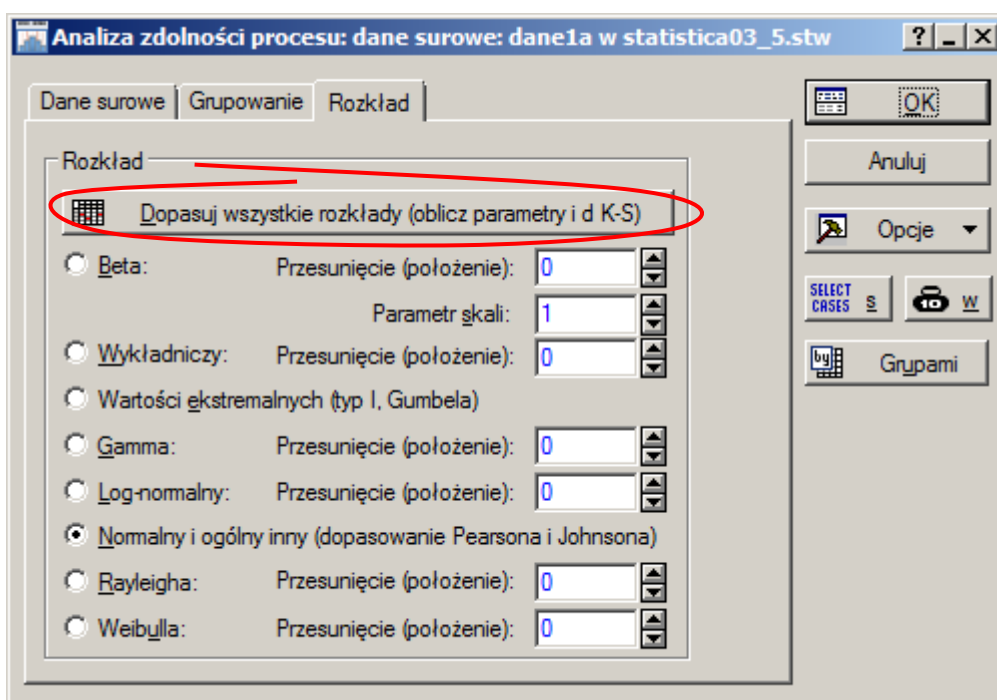 Analiza zdolności procesu: dane surowe: dane1a w statistica03_5.stw ? _ X
Dane surowe Grupowanie Rozkład
OK
Anuluj
Opcje
SELECT CASES S
10 W
by Grupami
Rozkład
Dopasuj wszystkie rozkłady (oblicz parametry i d K-S)
Beta: Przesunięcie (położenie): 0
Parametr skali: 1
Wykładniczy: Przesunięcie (położenie): 0
Wartości ekstremalnych (typ I, Gumbela)
Gamma: Przesunięcie (położenie): 0
Log-normalny: Przesunięcie (położenie): 0
Normalny i ogólny inny (dopasowanie Pearsona i Johnsona)
Rayleigha: Przesunięcie (położenie): 0
Weibulla: Przesunięcie (położenie): 0